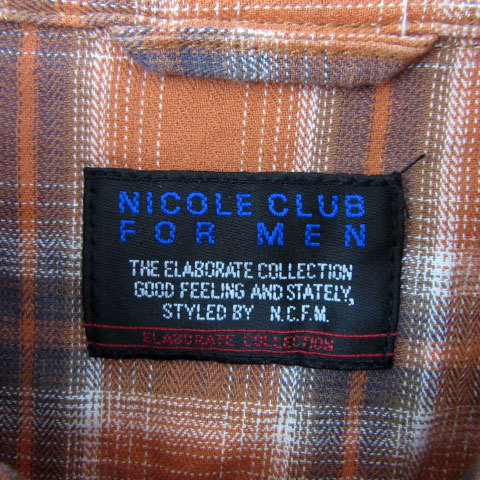 NICOLE CLUB
FOR MEN
THE ELABORATE COLLECTION
GOOD FEELING AND STATELY,
STYLED BY N.C.F.M.
ELABORATE COLLECTION